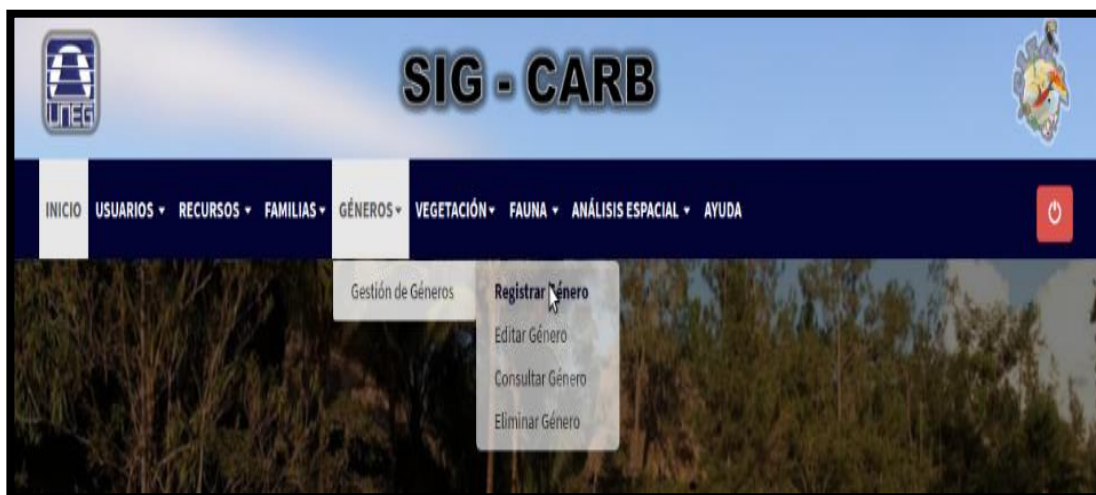 UNEG
SIG - CARB
INICIO USUARIOS RECURSOS FAMILIAS GÉNEROS VEGETACIÓN FAUNA ANÁLISIS ESPACIAL AYUDA
Gestión de Géneros
Registrar Género
Editar Género
Consultar Género
Eliminar Género